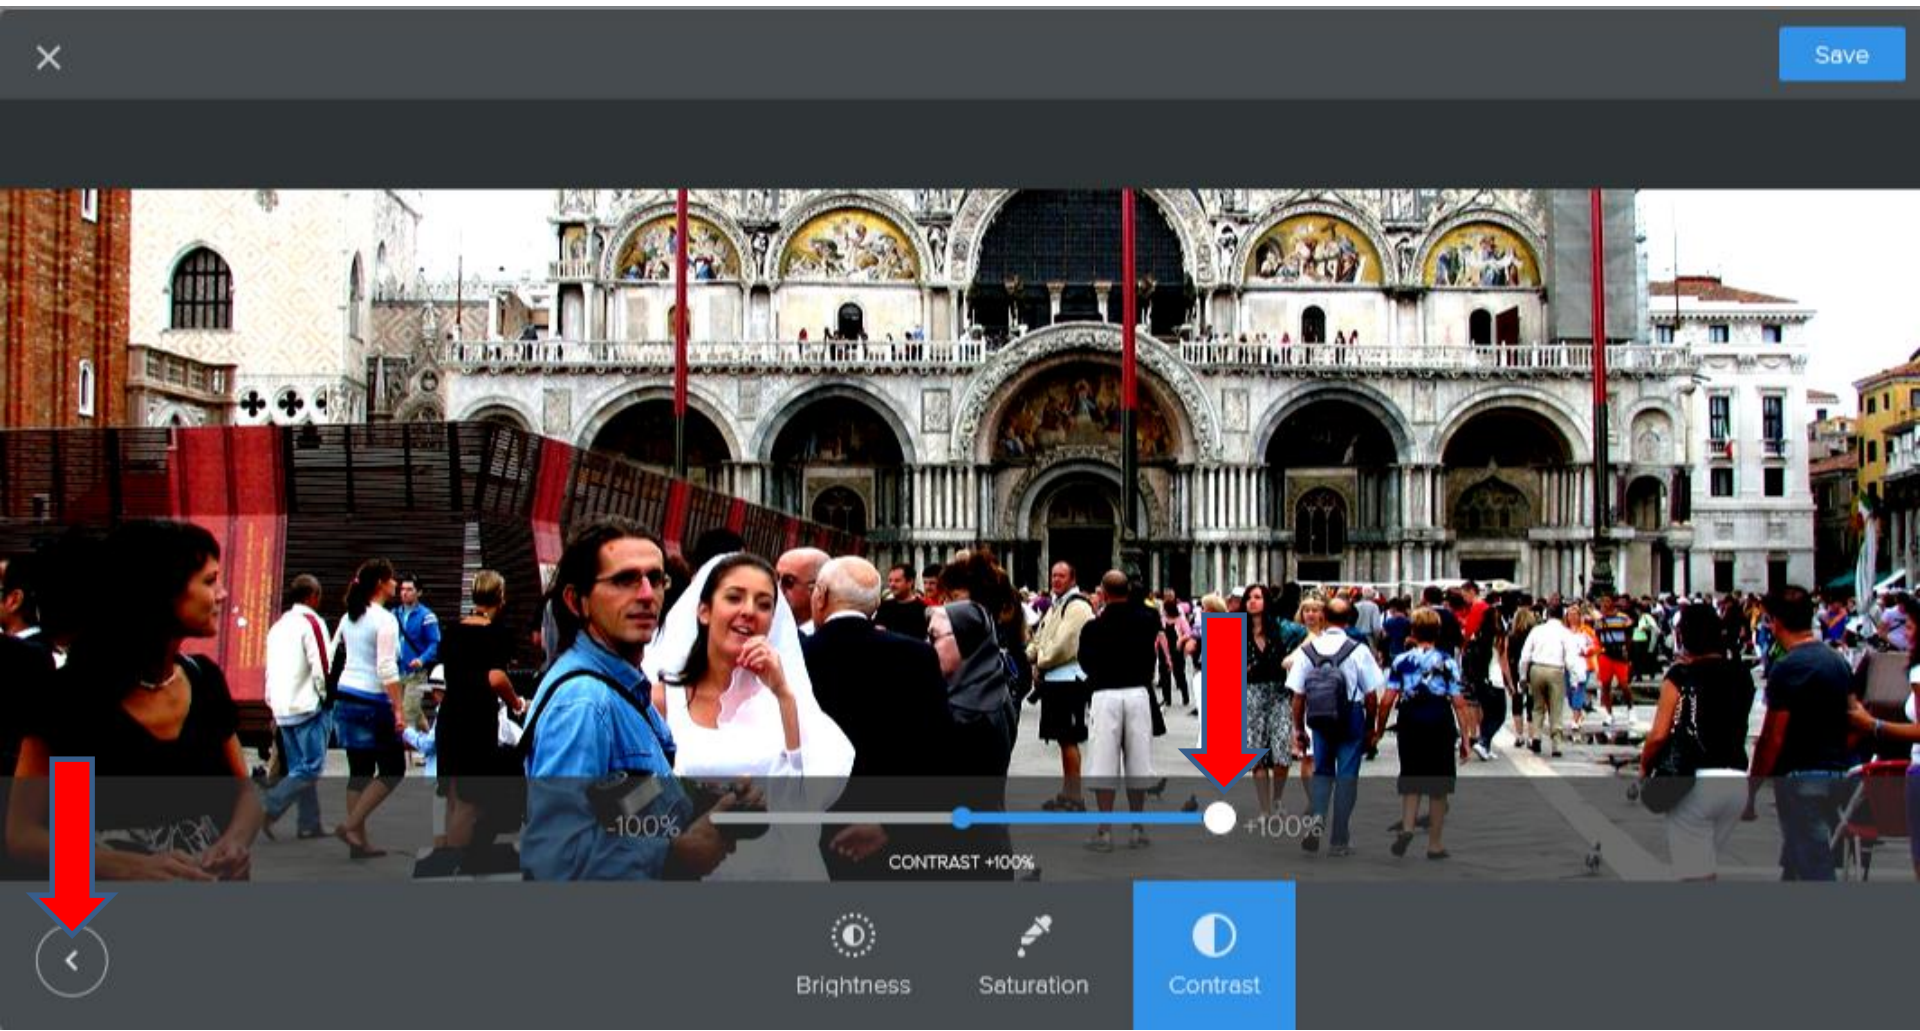 Save
-100%
+100%
CONTRAST +100%
Brightness
Saturation
Contrast